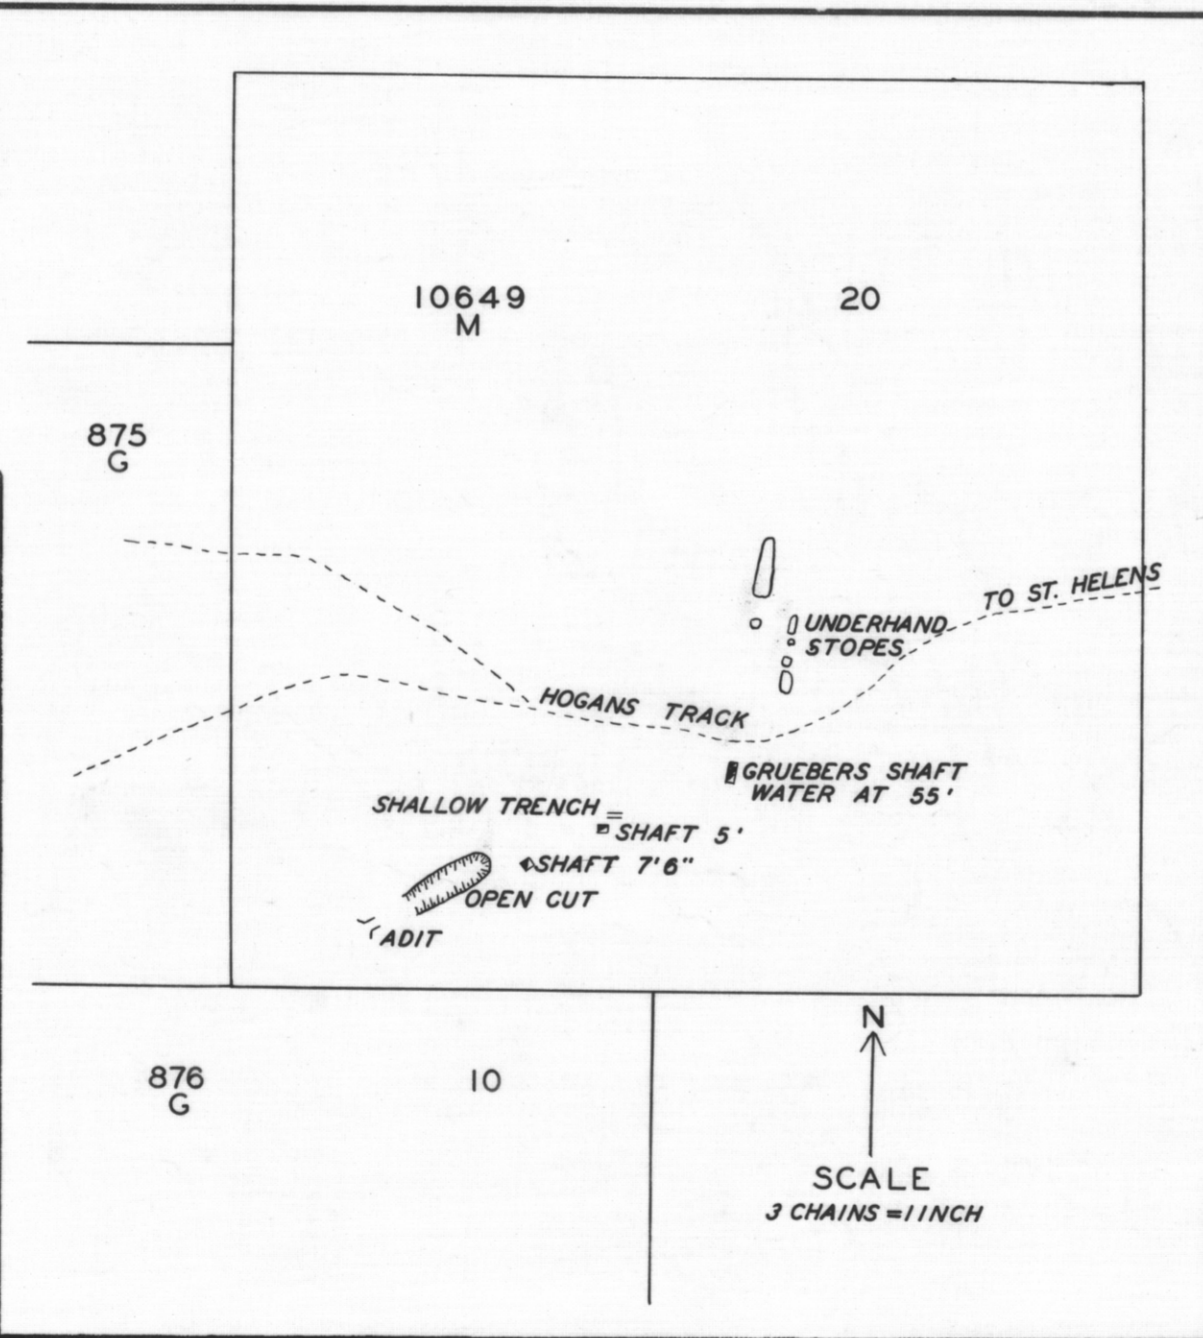 10649
M
20
875
G
TO ST. HELENS
UNDERHAND
STOPES
HOGANS TRACK
GRUEBERS SHAFT
WATER AT 55'
SHALLOW TRENCH
SHAFT 5'
SHAFT 7'6"
OPEN CUT
ADIT
N
876
G
10
SCALE
3 CHAINS = 1 INCH